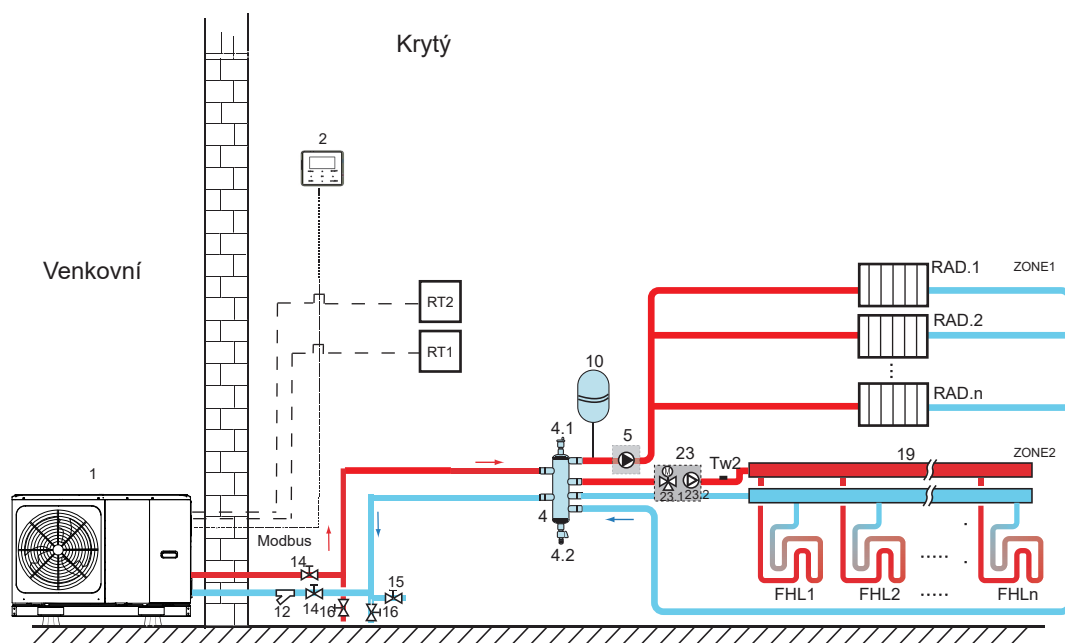 Krytý
Venkovní
2
RT2
RT1
RAD.1
ZONE1
RAD.2
RAD.n
10
4.1
5
23
Tw2
19
ZONE2
23.1
23.2
4
4.2
1
Modbus
14
12
14
16
16
15
FHL1
FHL2
FHLn
M